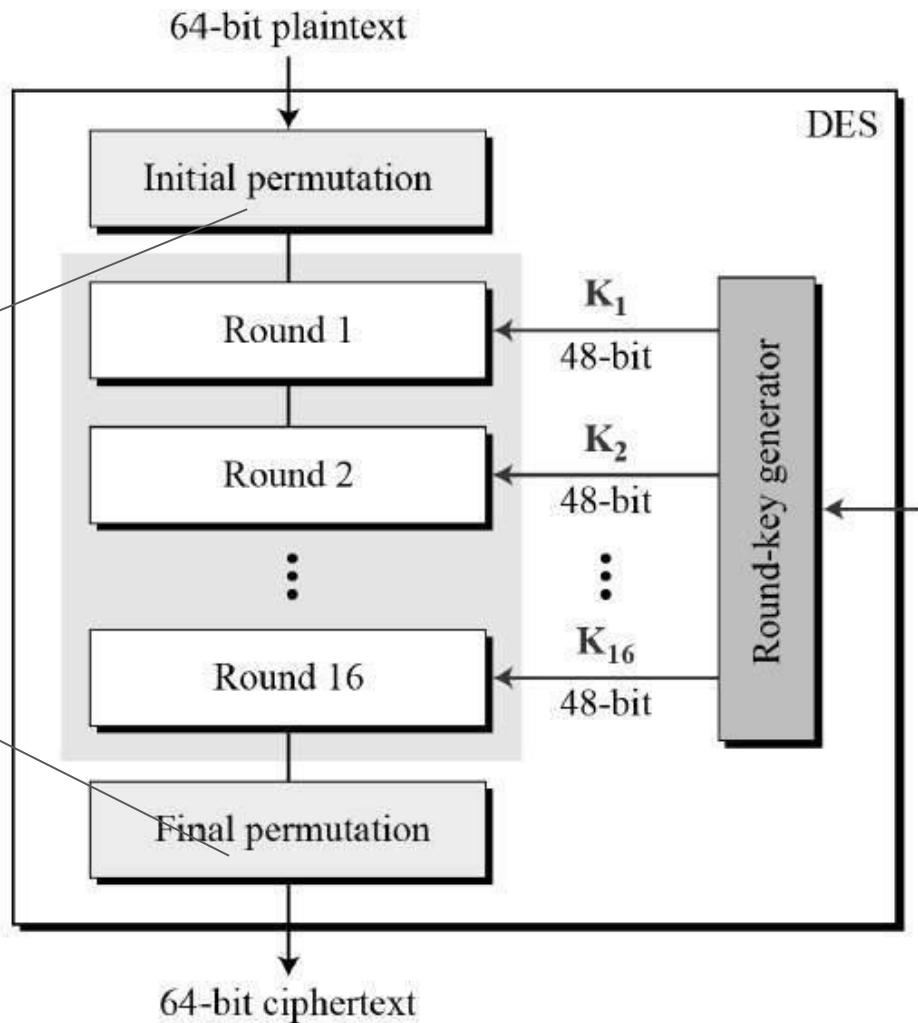 64-bit plaintext
DES
Initial permutation
Round 1
K1
48-bit
Round 2
K2
48-bit
Round-key generator
Round 16
K16
48-bit
Final permutation
64-bit ciphertext